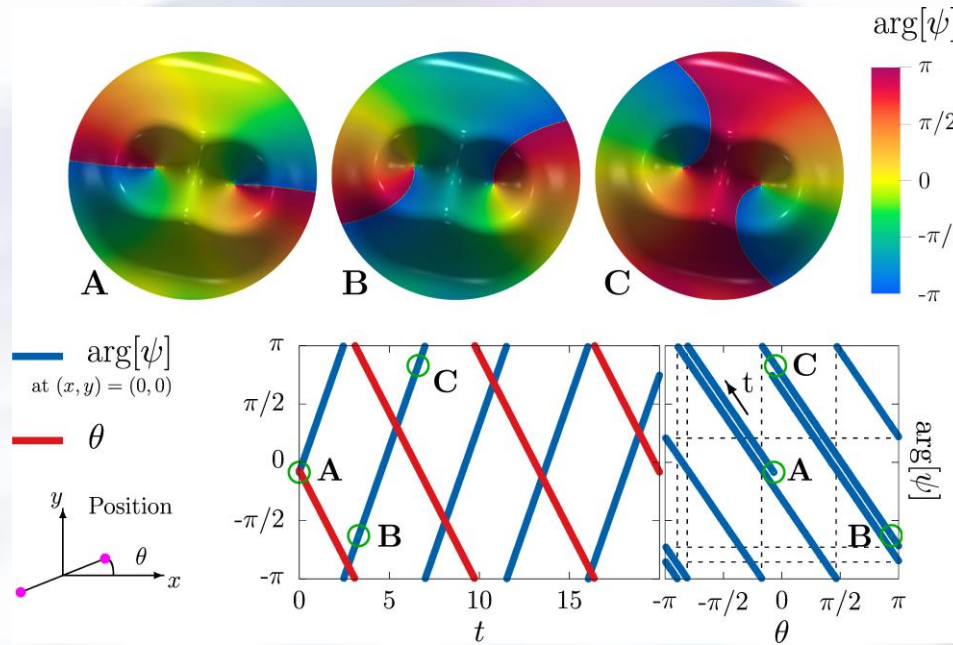 arg[ψ]
π
π/2
0
-π/
-π
A
B
C
arg[ψ]
at (x, y) = (0, 0)
θ
y
Position
θ
x
π
π/2
0
-π/2
-π
A
B
C
0
5
10
15
t
C
t
A
B
-π
-π/2
0
π/2
π
θ
arg[ψ]